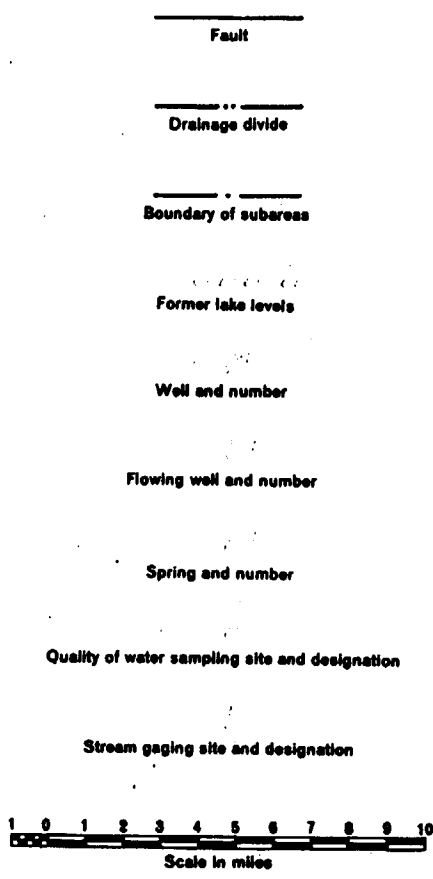 Fault
Drainage divide
Boundary of subareas
Former lake levels
Well and number
Flowing well and number
Spring and number
Quality of water sampling site and designation
Stream gaging site and designation
1 0 1 2 3 4 5 6 7 8 9 10
Scale in miles